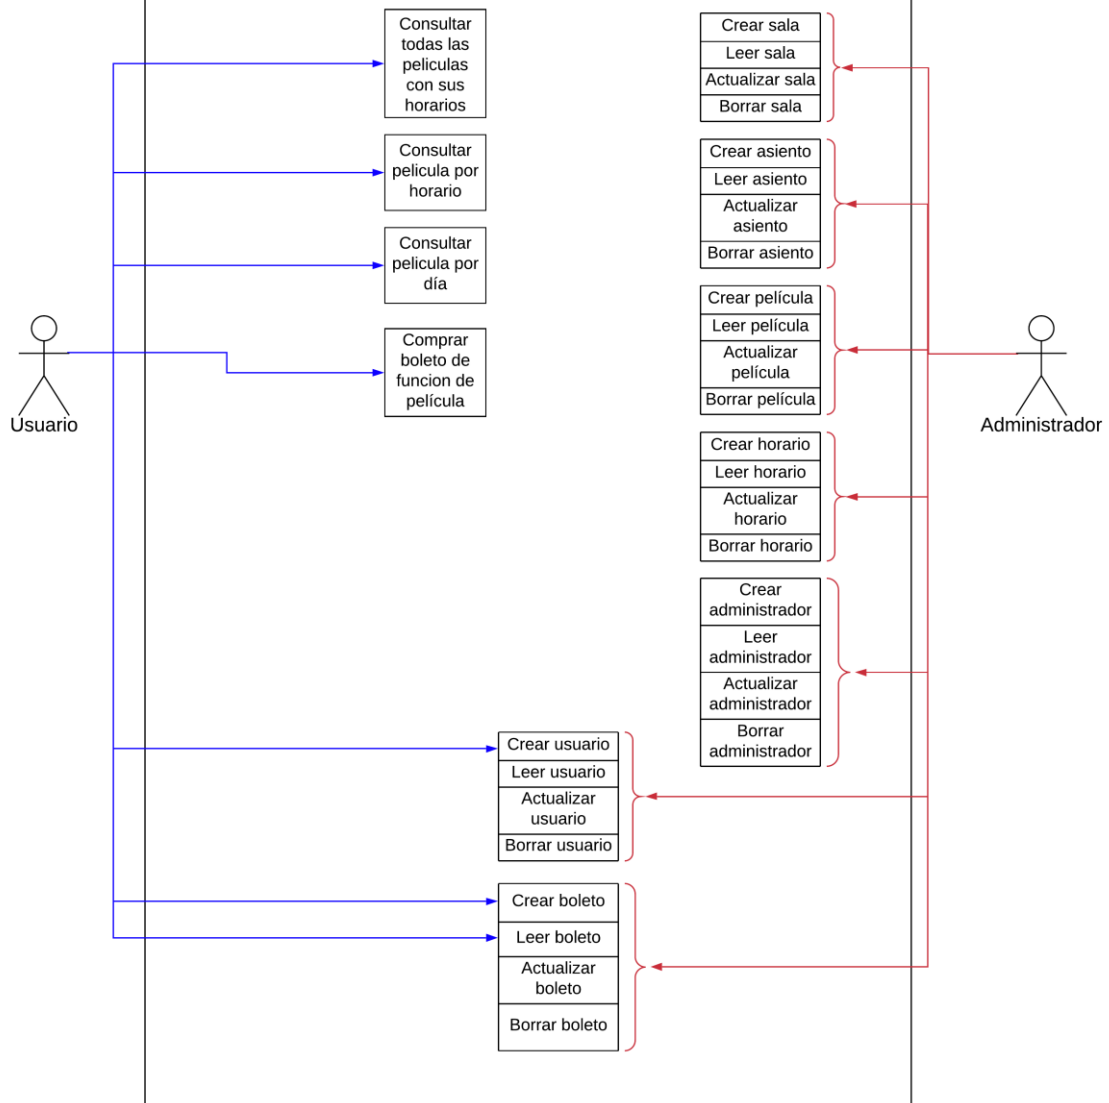 Consultar
todas las
peliculas
con sus
horarios
Consultar
pelicula por
horario
Consultar
pelicula por
día
Comprar
boleto de
funcion de
película
Usuario
Crear sala
Leer sala
Actualizar sala
Borrar sala
Crear asiento
Leer asiento
Actualizar
asiento
Borrar asiento
Crear película
Leer película
Actualizar
película
Borrar película
Crear horario
Leer horario
Actualizar
horario
Borrar horario
Crear
administrador
Leer
administrador
Actualizar
administrador
Borrar
administrador
Administrador
Crear usuario
Leer usuario
Actualizar
usuario
Borrar usuario
Crear boleto
Leer boleto
Actualizar
boleto
Borrar boleto